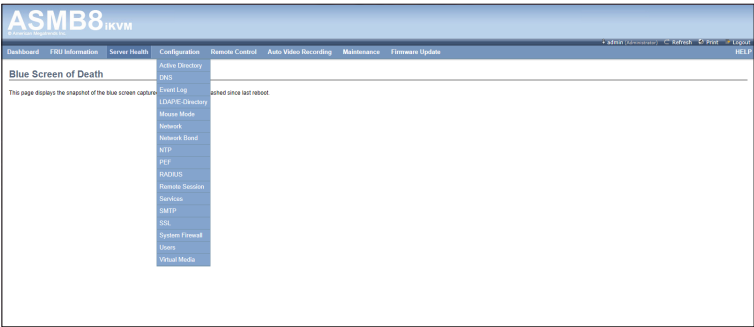 ASMB8 iKVM
® American Megatrends Inc.
admin (Administrator) Refresh Print Logout
Dashboard FRU Information Server Health Configuration Remote Control Auto Video Recording Maintenance Firmware Update HELP
Active Directory
Blue Screen of Death
DNS
Event Log
This page displays the snapshot of the blue screen capture ashed since last reboot.
LDAP/E-Directory
Mouse Mode
Network
Network Bond
NTP
PEF
RADIUS
Remote Session
Services
SMTP
SSL
System Firewall
Users
Virtual Media